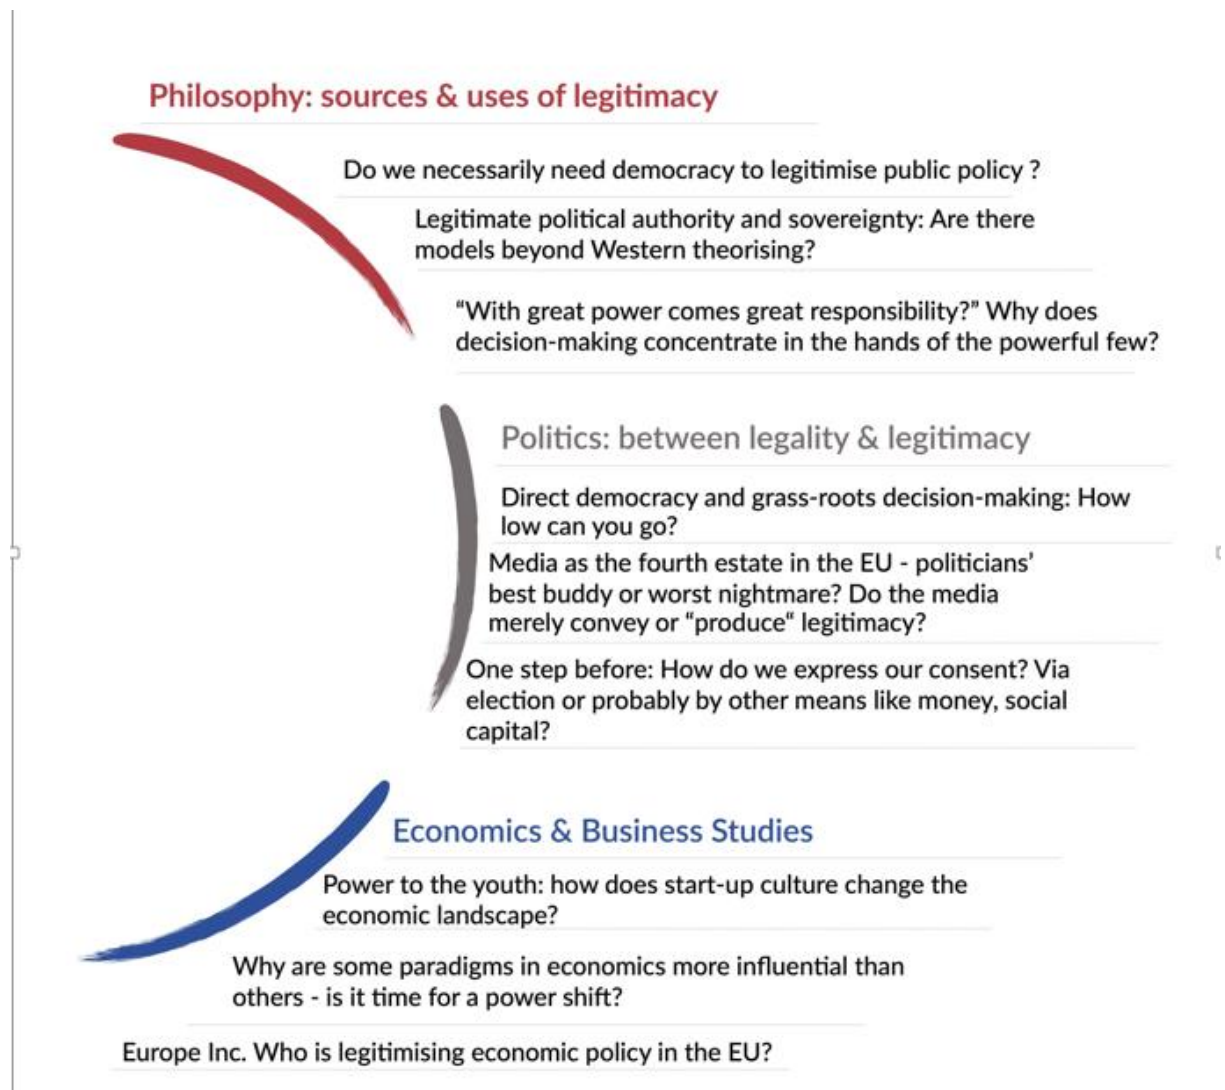 Philosophy: sources & uses of legitimacy
Do we necessarily need democracy to legitimise public policy ?
Legitimate political authority and sovereignty: Are there
models beyond Western theorising?
“With great power comes great responsibility?” Why does
decision-making concentrate in the hands of the powerful few?
Politics: between legality & legitimacy
Direct democracy and grass-roots decision-making: How
low can you go?
Media as the fourth estate in the EU - politicians’
best buddy or worst nightmare? Do the media
merely convey or “produce“ legitimacy?
One step before: How do we express our consent? Via
election or probably by other means like money, social
capital?
Economics & Business Studies
Power to the youth: how does start-up culture change the
economic landscape?
Why are some paradigms in economics more influential than
others - is it time for a power shift?
Europe Inc. Who is legitimising economic policy in the EU?